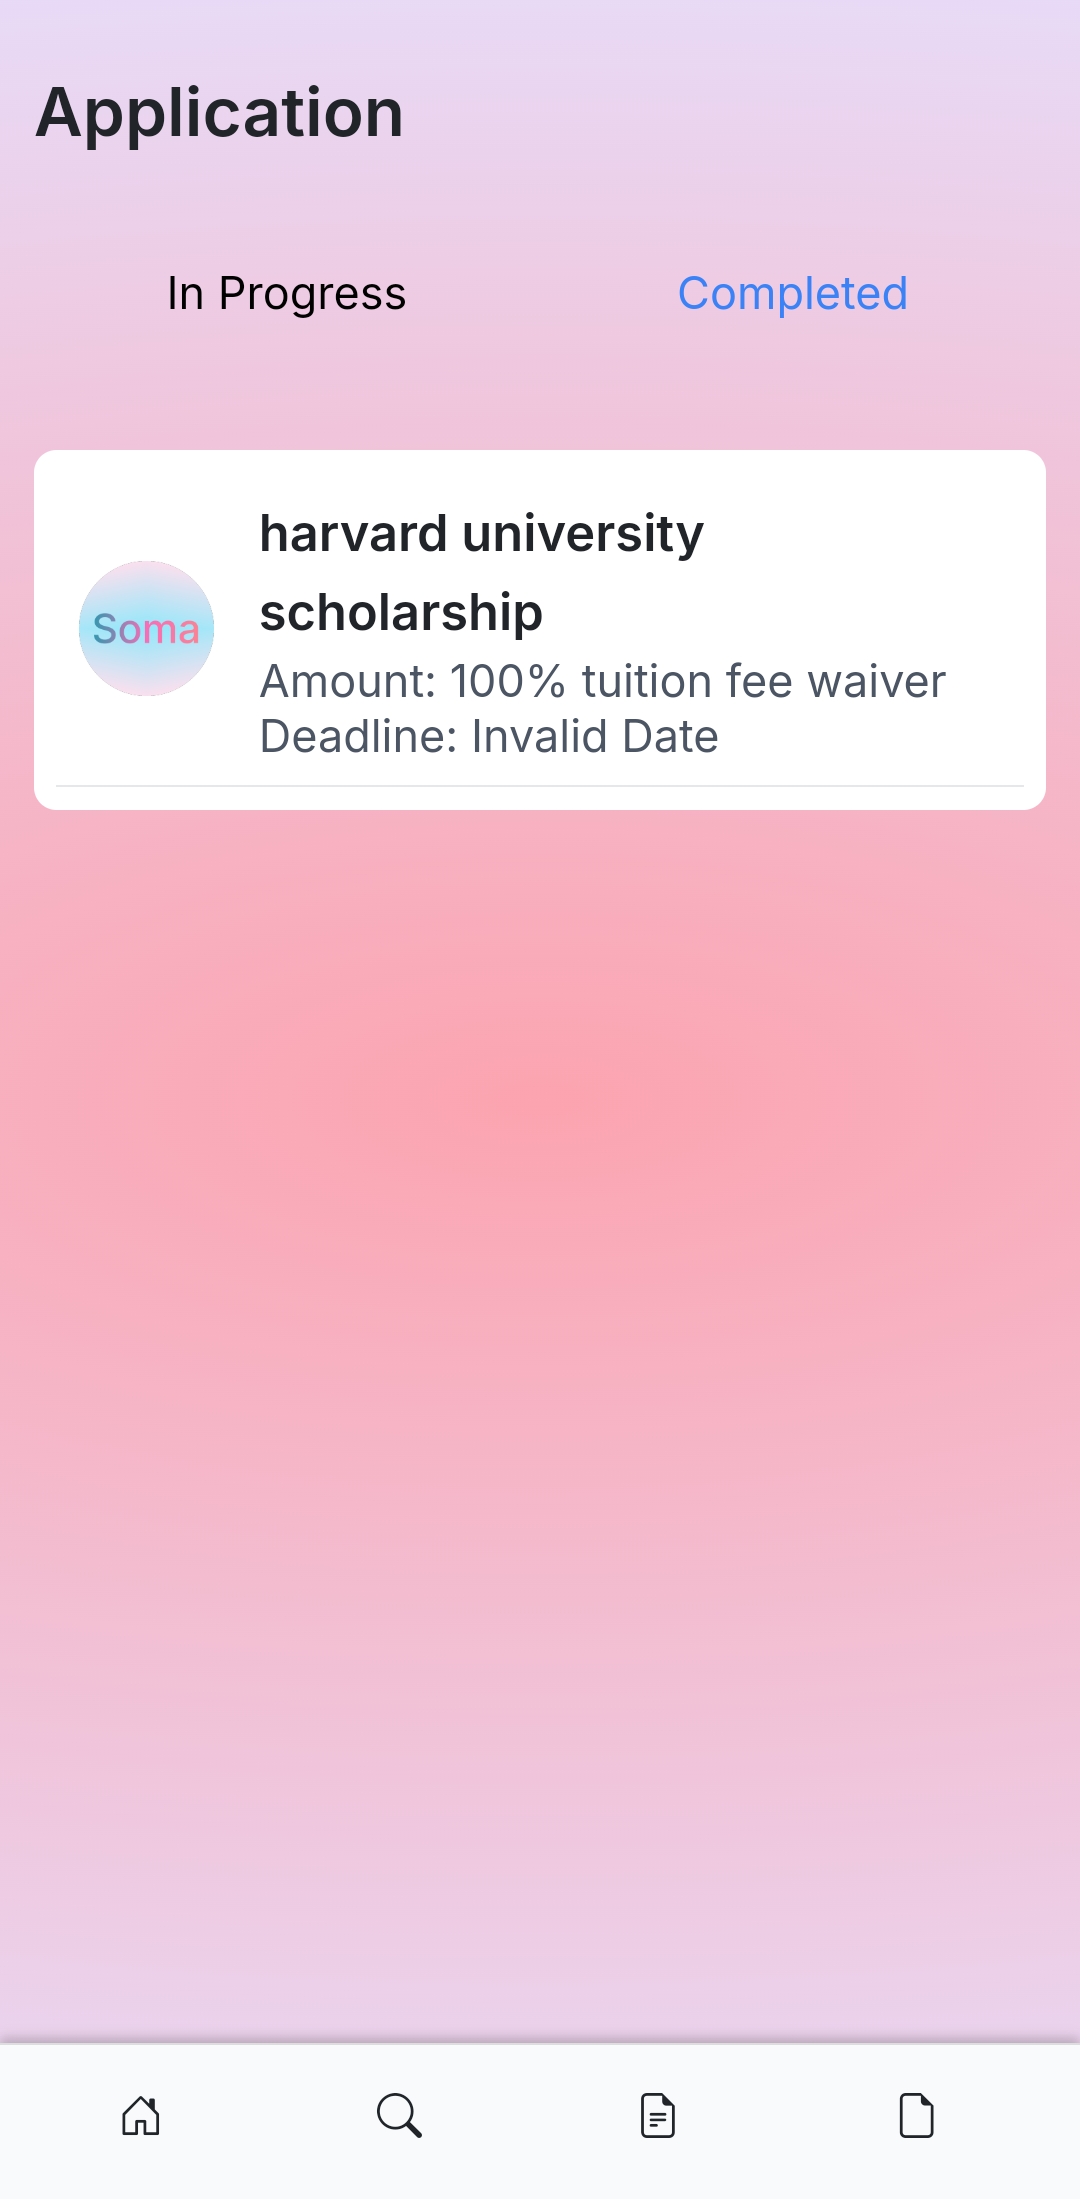 Application
In Progress
Completed
harvard university
scholarship
Soma
Amount: 100% tuition fee waiver
Deadline: Invalid Date